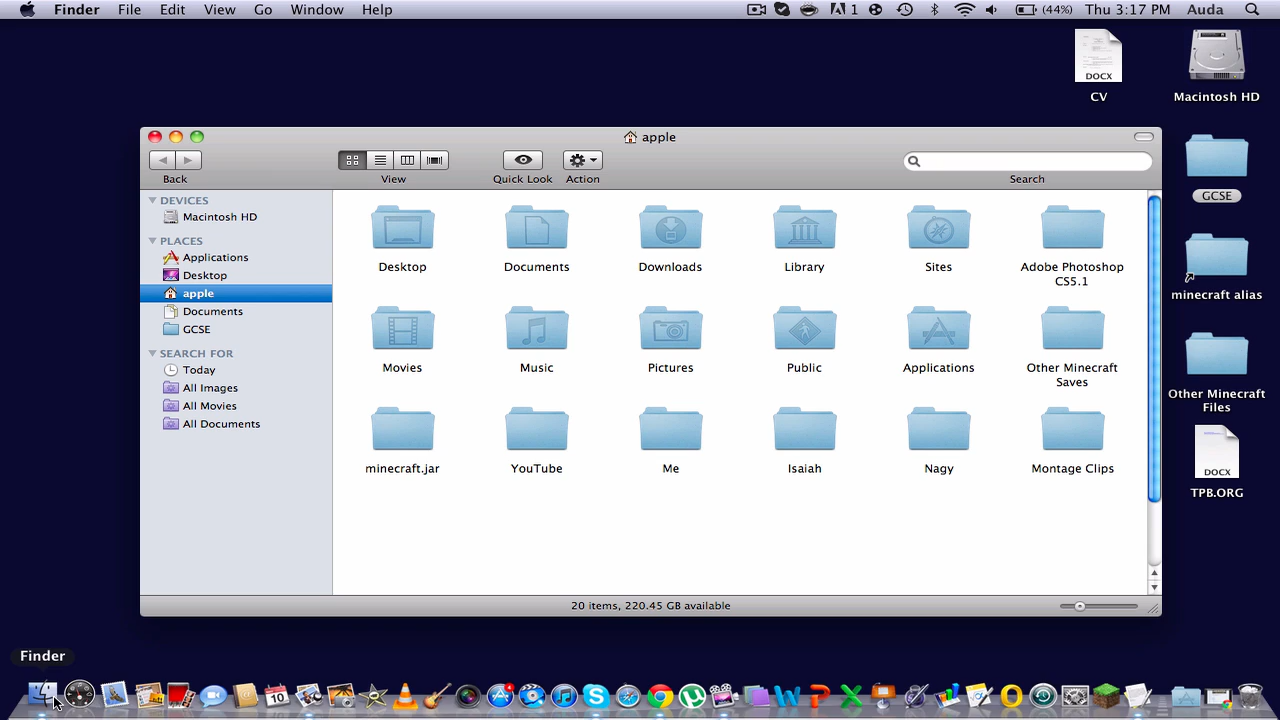 Finder File Edit View Go Window Help 1 (44%) Thu 3:17 PM Auda
DOCX
CV
Macintosh HD
GCSE
minecraft alias
Other Minecraft
Files
DOCX
TPB.ORG
apple
Back View Quick Look Action Search
DEVICES
Macintosh HD
PLACES
Applications
Desktop
apple
Documents
GCSE
SEARCH FOR
Today
All Images
All Movies
All Documents
Desktop Documents Downloads Library Sites Adobe Photoshop
CS5.1
Movies Music Pictures Public Applications Other Minecraft
Saves
minecraft.jar YouTube Me Isaiah Nagy Montage Clips
20 items, 220.45 GB available
Finder
10